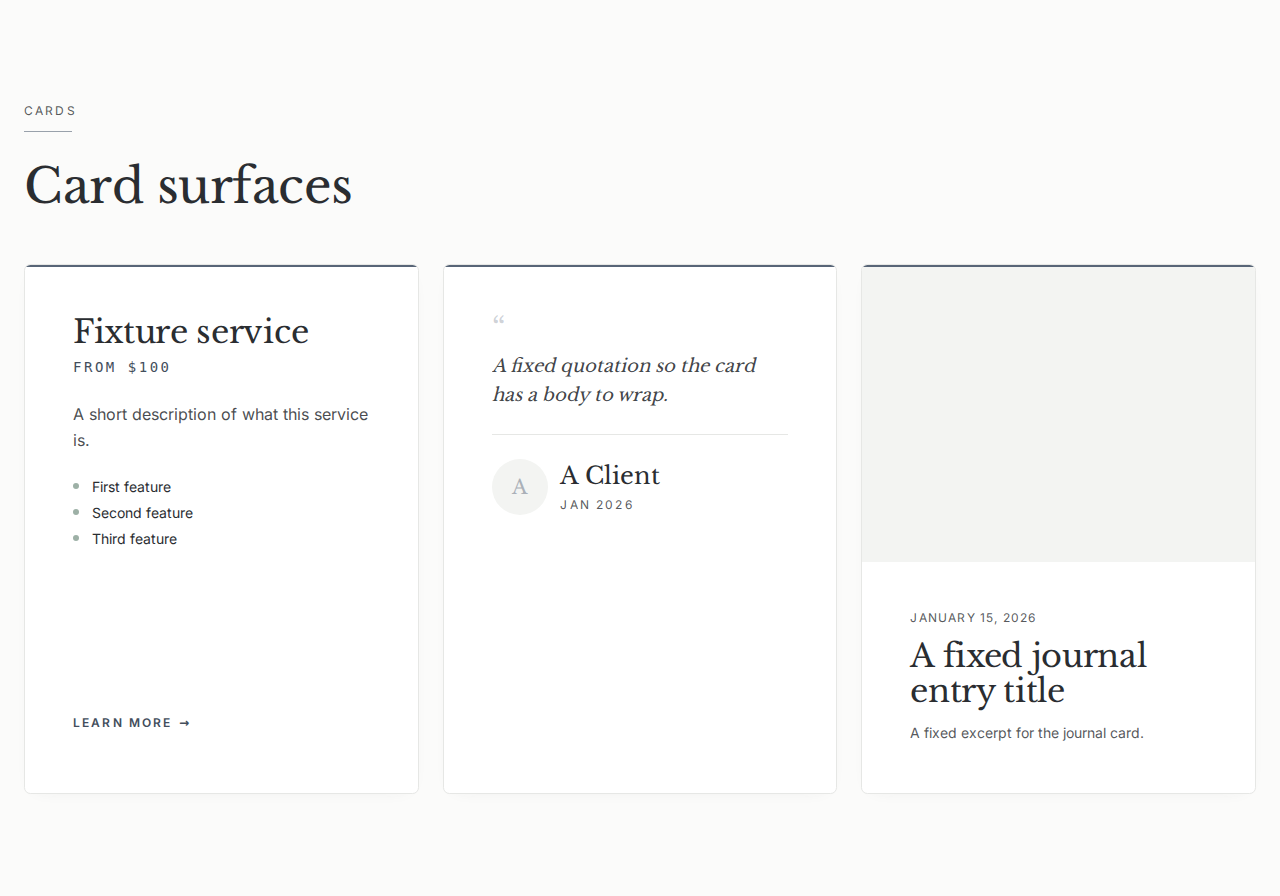 CARDS
Card surfaces
Fixture service
FROM $100
A short description of what this service
is.
First feature
Second feature
Third feature
LEARN MORE →
“
A fixed quotation so the card
has a body to wrap.
A
A Client
JAN 2026
JANUARY 15, 2026
A fixed journal
entry title
A fixed excerpt for the journal card.